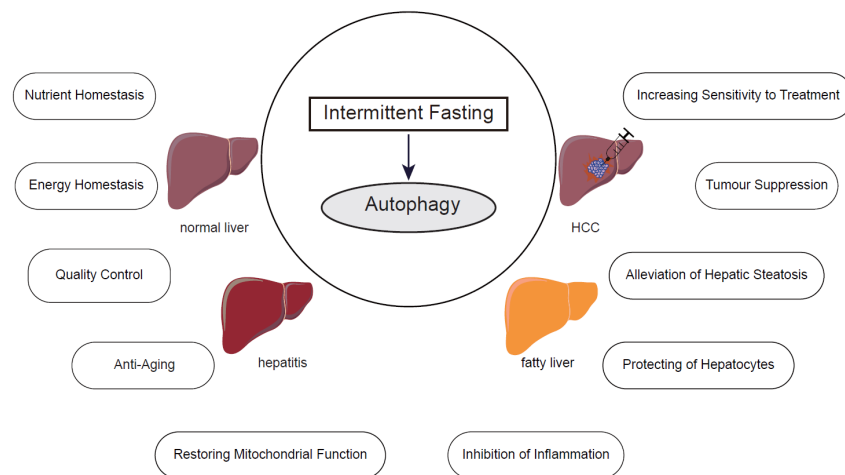 Nutrient Homestasis
Increasing Sensitivity to Treatment
Intermittent Fasting
Energy Homestasis
Tumour Suppression
Autophagy
normal liver
HCC
Quality Control
Alleviation of Hepatic Steatosis
Anti-Aging
hepatitis
fatty liver
Protecting of Hepatocytes
Restoring Mitochondrial Function
Inhibition of Inflammation